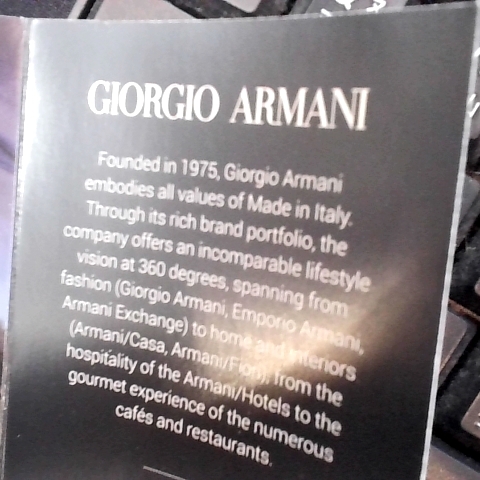 GIORGIO ARMANI
Founded in 1975, Giorgio Armani
embodies all values of Made in Italy.
Through its rich brand portfolio, the
company offers an incomparable lifestyle
vision at 360 degrees, spanning from
fashion (Giorgio Armani, Emporio Armani,
Armani Exchange) to home and interiors
(Armani/Casa, Armani/Fiori), from the
hospitality of the Armani/Hotels to the
gourmet experience of the numerous
cafés and restaurants.